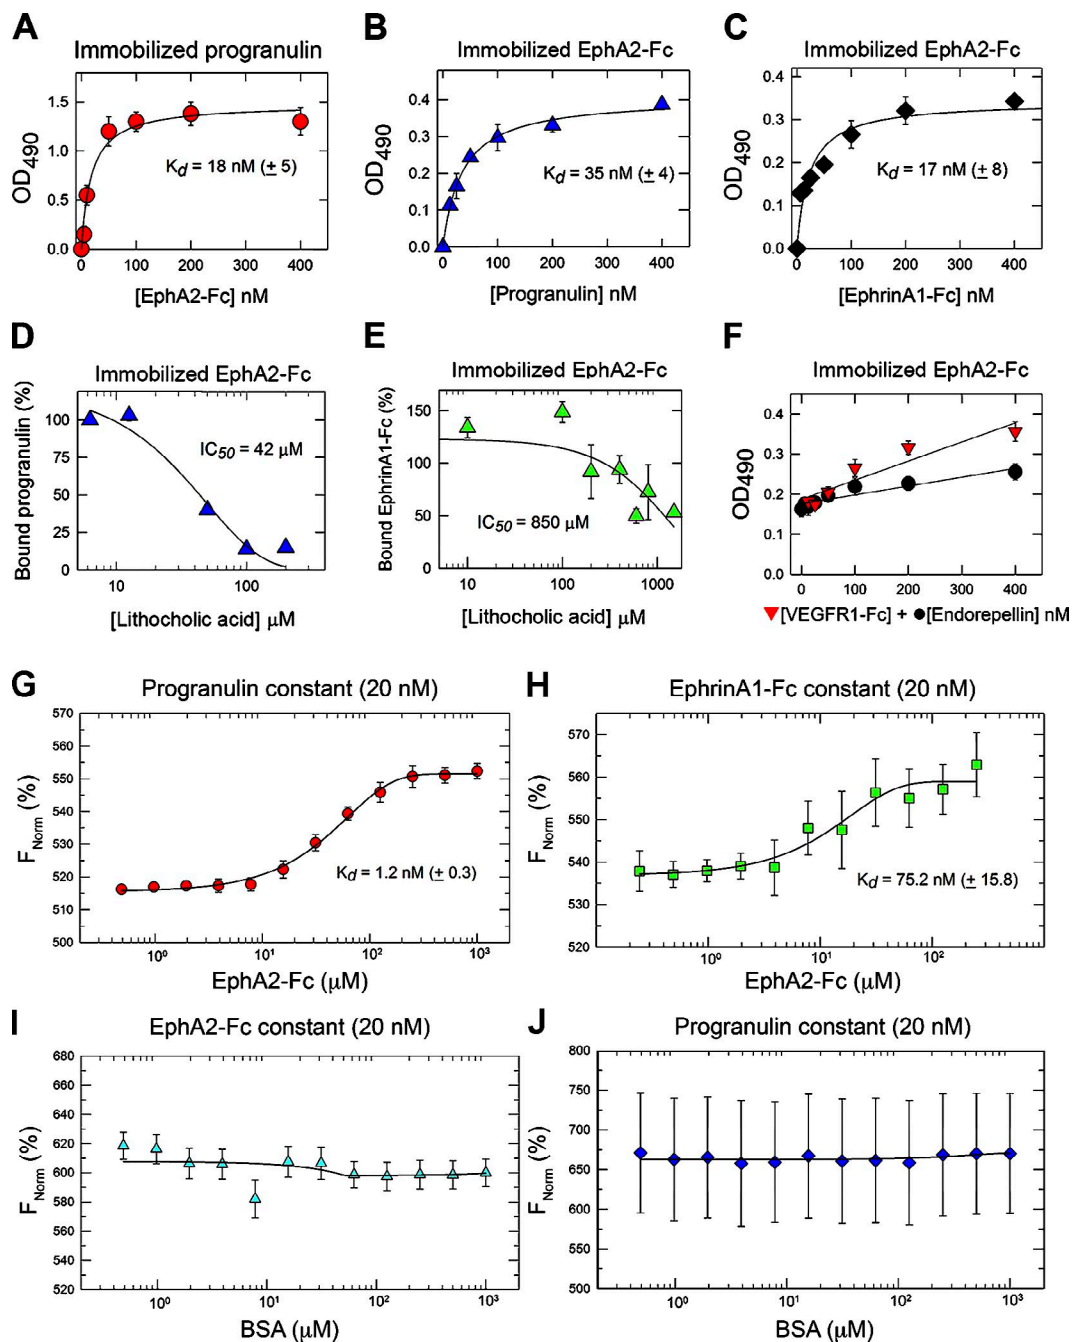 A
Immobilized progranulin
OD490
1.5
1.0
0.5
0.0
Kd = 18 nM (± 5)
0 100 200 300 400
[EphA2-Fc] nM
B
Immobilized EphA2-Fc
OD490
0.4
0.3
0.2
0.1
0.0
Kd = 35 nM (± 4)
0 100 200 300 400
[Progranulin] nM
C
Immobilized EphA2-Fc
OD490
0.4
0.3
0.2
0.1
0.0
Kd = 17 nM (± 8)
0 100 200 300 400
[EphrinA1-Fc] nM
D
Immobilized EphA2-Fc
Bound progranulin (%)
100
75
50
25
0
IC50 = 42 µM
10 100
[Lithocholic acid] µM
E
Immobilized EphA2-Fc
Bound EphrinA1-Fc (%)
150
100
50
0
IC50 = 850 µM
10 100 1000
[Lithocholic acid] µM
F
Immobilized EphA2-Fc
OD490
0.4
0.3
0.2
0.1
0.0
0 100 200 300 400
[VEGFR1-Fc] + [Endorepellin] nM
G
Progranulin constant (20 nM)
FNorm (%)
570
560
550
540
530
520
510
500
Kd = 1.2 nM (± 0.3)
10⁰ 10¹ 10² 10³
EphA2-Fc (µM)
H
EphrinA1-Fc constant (20 nM)
FNorm (%)
570
560
550
540
530
520
Kd = 75.2 nM (± 15.8)
10⁰ 10¹ 10²
EphA2-Fc (µM)
I
EphA2-Fc constant (20 nM)
FNorm (%)
680
660
640
620
600
580
560
540
520
10⁰ 10¹ 10² 10³
BSA (µM)
J
Progranulin constant (20 nM)
FNorm (%)
800
750
700
650
600
550
500
10⁰ 10¹ 10² 10³
BSA (µM)